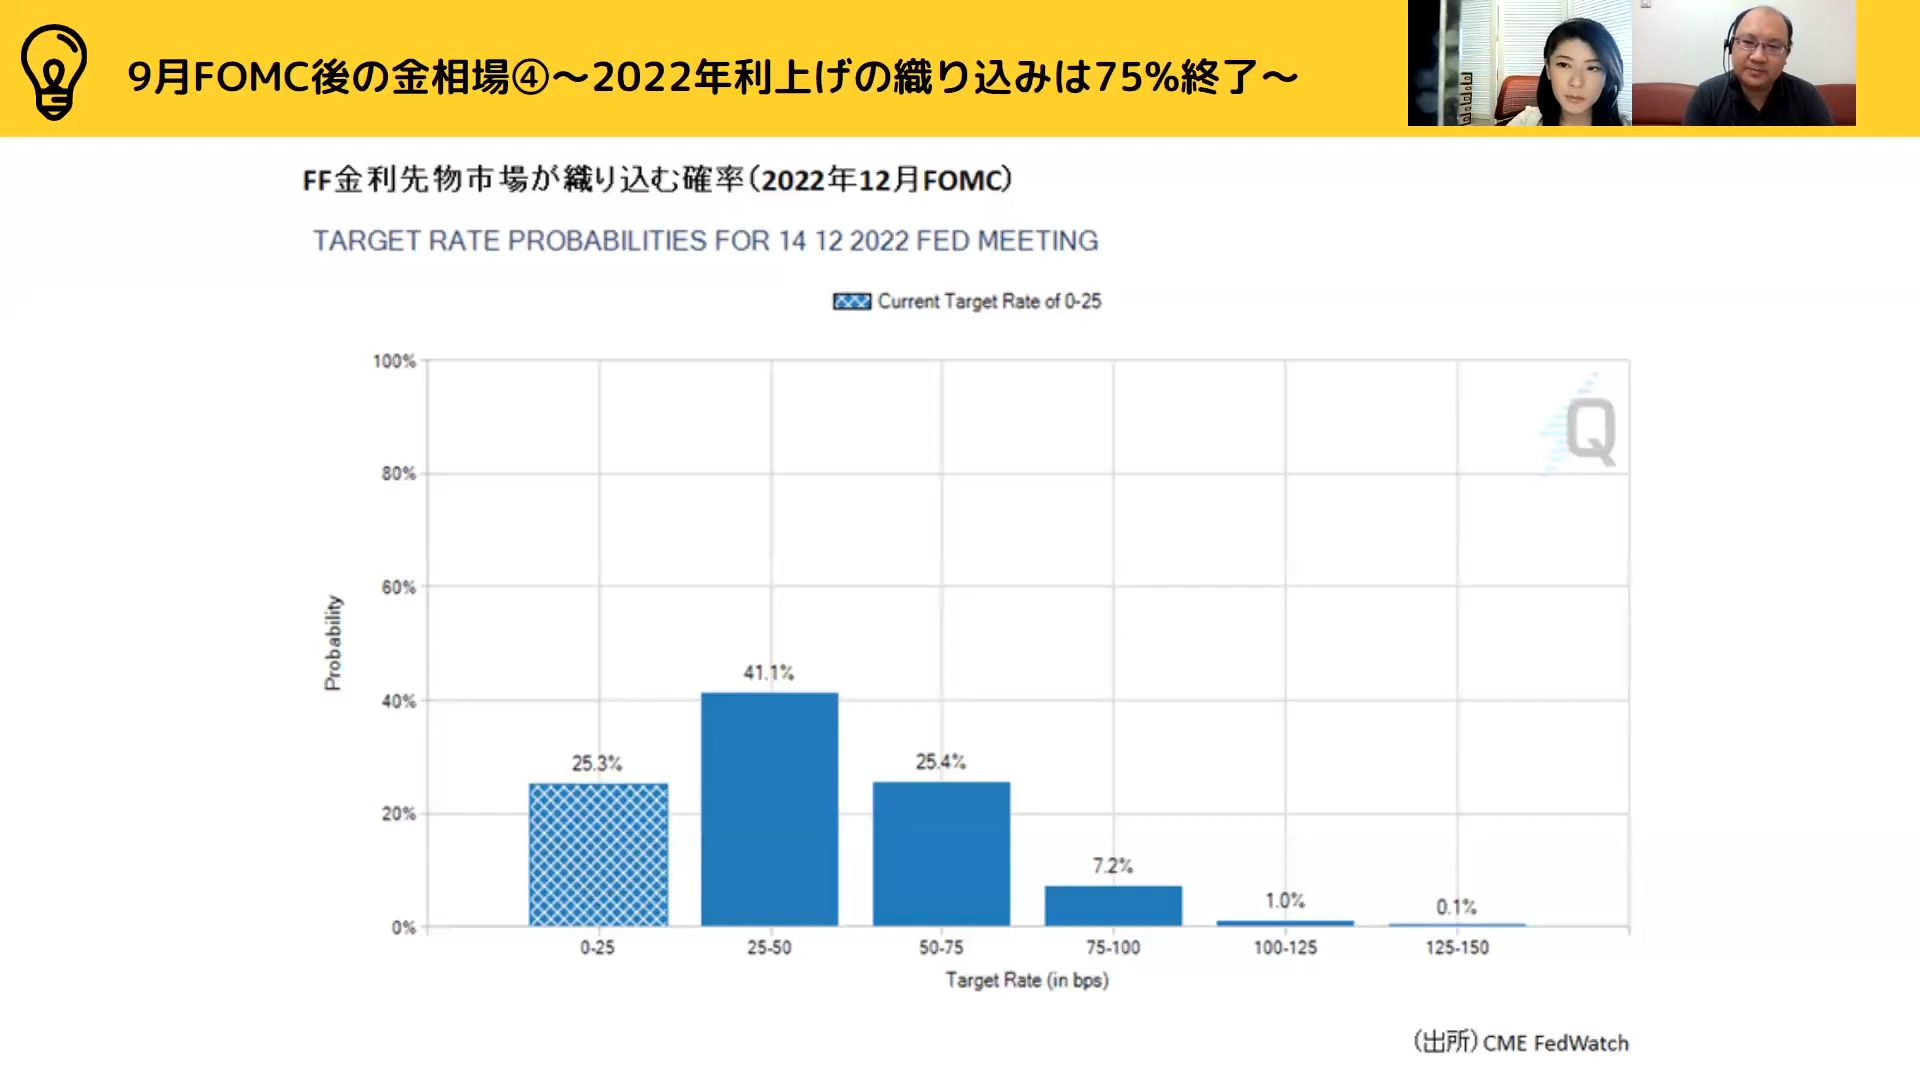 9月FOMC後の金相場④〜2022年利上げの織り込みは75%終了〜
FF金利先物市場が織り込む確率（2022年12月FOMC）
TARGET RATE PROBABILITIES FOR 14 12 2022 FED MEETING
Current Target Rate of 0-25
Q
100%
80%
60%
40%
20%
0%
Probability
25.3%
41.1%
25.4%
7.2%
1.0%
0.1%
0-25
25-50
50-75
75-100
100-125
125-150
Target Rate (in bps)
（出所）CME FedWatch